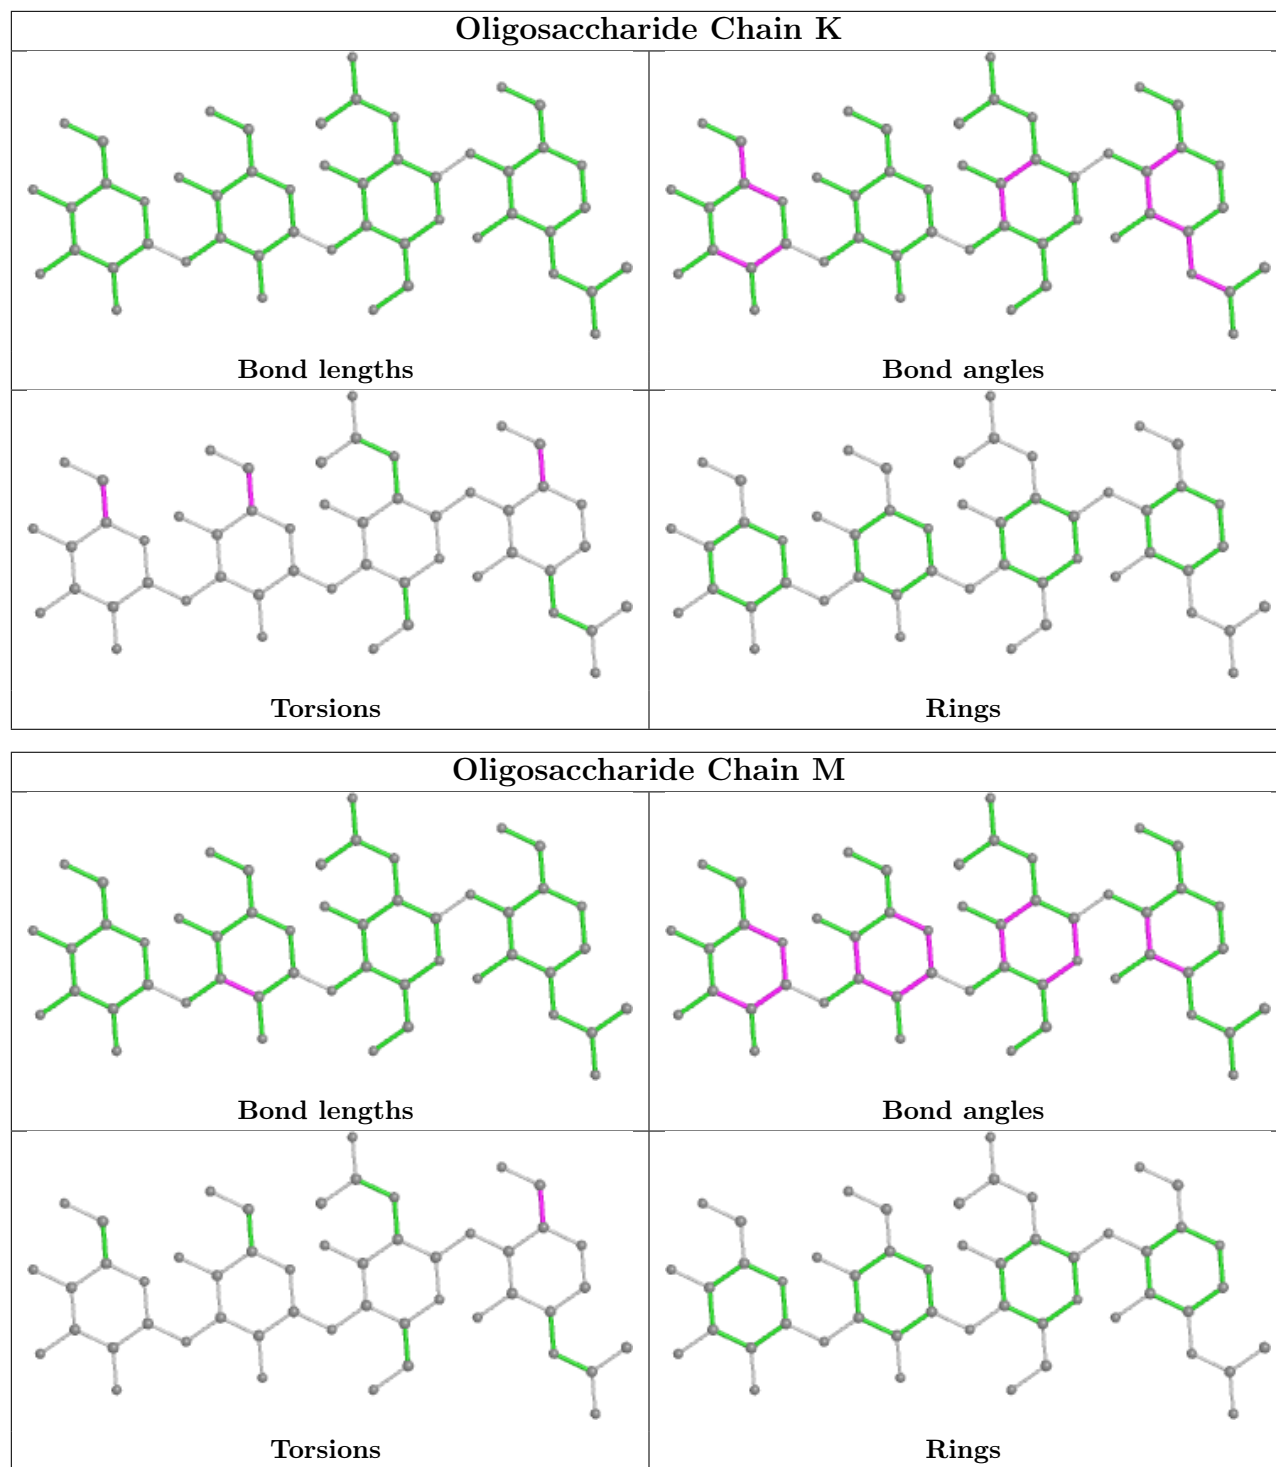 Oligosaccharide Chain K
Bond lengths
Bond angles
Torsions
Rings
Oligosaccharide Chain M
Bond lengths
Bond angles
Torsions
Rings